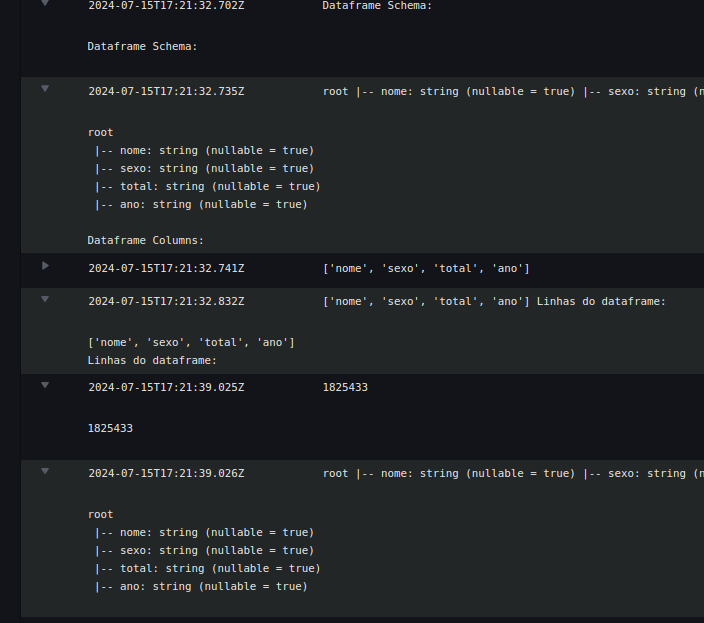 2024-07-15T17:21:32.702Z Dataframe Schema:
Dataframe Schema:
2024-07-15T17:21:32.735Z root |-- nome: string (nullable = true) |-- sexo: string (n
root
|-- nome: string (nullable = true)
|-- sexo: string (nullable = true)
|-- total: string (nullable = true)
|-- ano: string (nullable = true)
Dataframe Columns:
2024-07-15T17:21:32.741Z ['nome', 'sexo', 'total', 'ano']
2024-07-15T17:21:32.832Z ['nome', 'sexo', 'total', 'ano'] Linhas do dataframe:
['nome', 'sexo', 'total', 'ano']
Linhas do dataframe:
2024-07-15T17:21:39.025Z 1825433
1825433
2024-07-15T17:21:39.026Z root |-- nome: string (nullable = true) |-- sexo: string (n
root
|-- nome: string (nullable = true)
|-- sexo: string (nullable = true)
|-- total: string (nullable = true)
|-- ano: string (nullable = true)